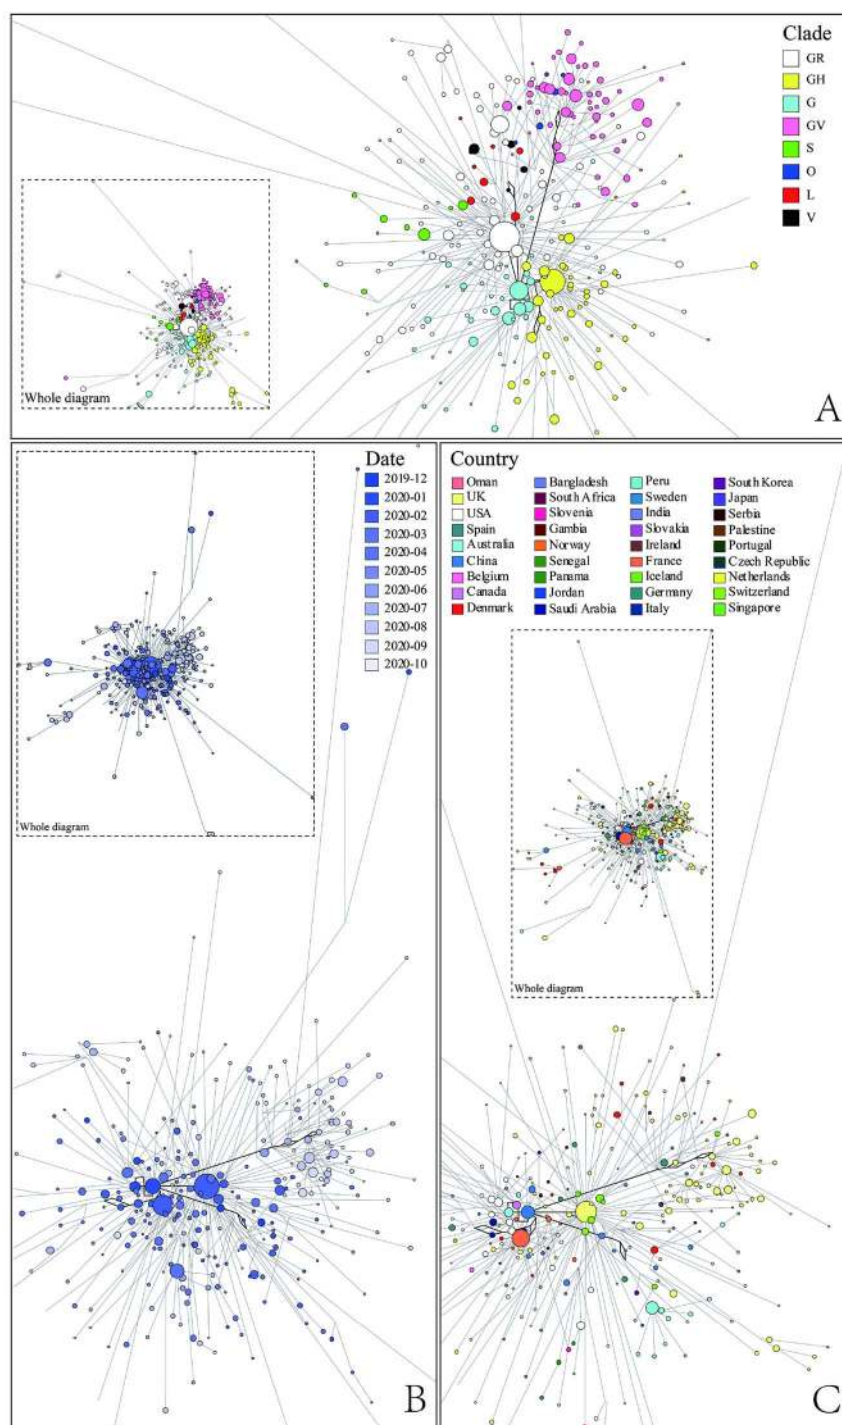 Clade
GR
GH
G
GV
S
O
L
V
Whole diagram
A
Date
2019-12
2020-01
2020-02
2020-03
2020-04
2020-05
2020-06
2020-07
2020-08
2020-09
2020-10
Whole diagram
B
Country
Oman Bangladesh Peru South Korea
UK South Africa Sweden Japan
USA Slovenia India Serbia
Spain Gambia Slovakia Palestine
Australia Norway Ireland Portugal
China Senegal France Czech Republic
Belgium Panama Iceland Netherlands
Canada Jordan Germany Switzerland
Denmark Saudi Arabia Italy Singapore
Whole diagram
C